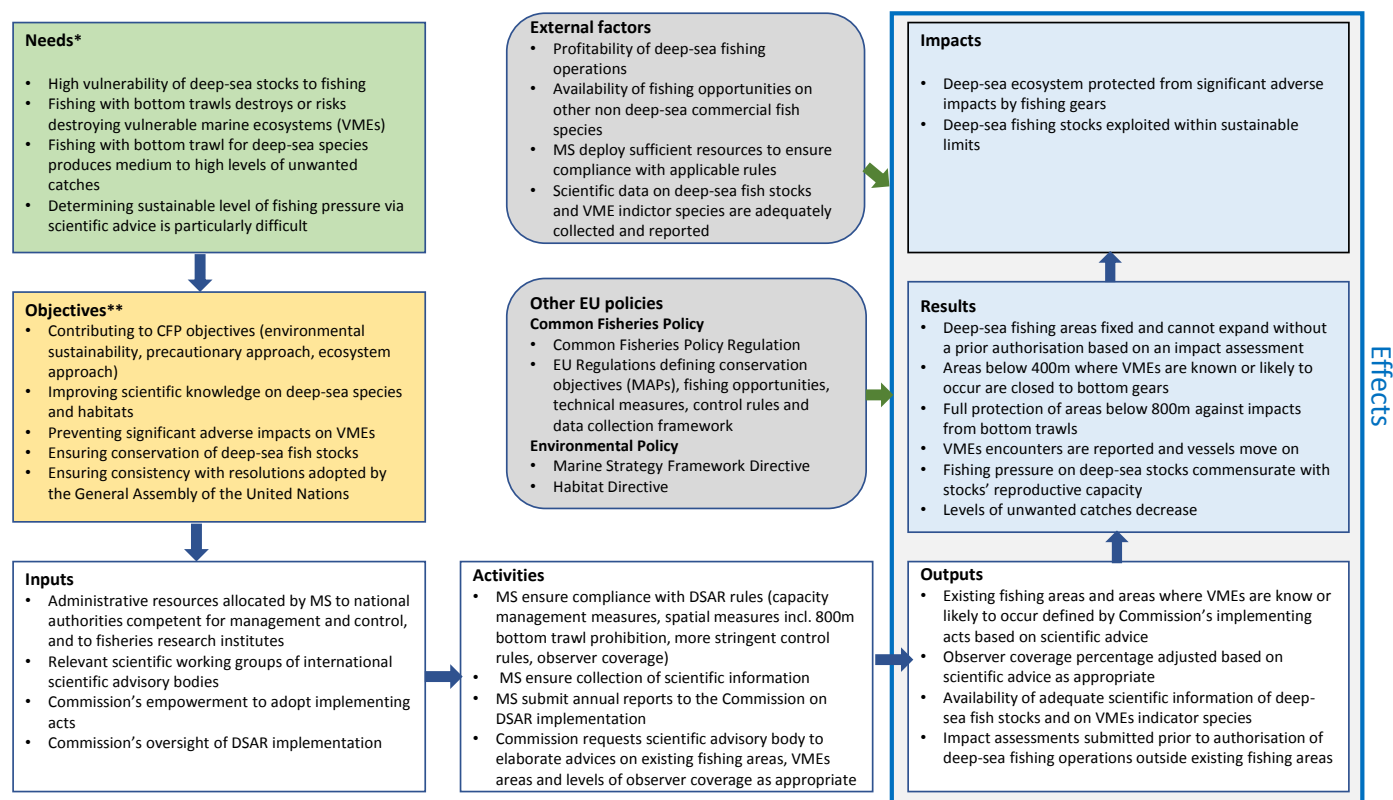 Needs*
• High vulnerability of deep-sea stocks to fishing
• Fishing with bottom trawls destroys or risks
destroying vulnerable marine ecosystems (VMEs)
• Fishing with bottom trawl for deep-sea species
produces medium to high levels of unwanted
catches
• Determining sustainable level of fishing pressure via
scientific advice is particularly difficult
Objectives**
• Contributing to CFP objectives (environmental
sustainability, precautionary approach, ecosystem
approach)
• Improving scientific knowledge on deep-sea species
and habitats
• Preventing significant adverse impacts on VMEs
• Ensuring conservation of deep-sea fish stocks
• Ensuring consistency with resolutions adopted by
the General Assembly of the United Nations
Inputs
• Administrative resources allocated by MS to national
authorities competent for management and control,
and to fisheries research institutes
• Relevant scientific working groups of international
scientific advisory bodies
• Commission's empowerment to adopt implementing
acts
• Commission's oversight of DSAR implementation
External factors
• Profitability of deep-sea fishing
operations
• Availability of fishing opportunities on
other non deep-sea commercial fish
species
• MS deploy sufficient resources to ensure
compliance with applicable rules
• Scientific data on deep-sea fish stocks
and VME indictor species are adequately
collected and reported
Other EU policies
Common Fisheries Policy
• Common Fisheries Policy Regulation
• EU Regulations defining conservation
objectives (MAPs), fishing opportunities,
technical measures, control rules and
data collection framework
Environmental Policy
• Marine Strategy Framework Directive
• Habitat Directive
Activities
• MS ensure compliance with DSAR rules (capacity
management measures, spatial measures incl. 800m
bottom trawl prohibition, more stringent control
rules, observer coverage)
• MS ensure collection of scientific information
• MS submit annual reports to the Commission on
DSAR implementation
• Commission requests scientific advisory body to
elaborate advices on existing fishing areas, VMEs
areas and levels of observer coverage as appropriate
Impacts
• Deep-sea ecosystem protected from significant adverse
impacts by fishing gears
• Deep-sea fishing stocks exploited within sustainable
limits
Results
• Deep-sea fishing areas fixed and cannot expand without
a prior authorisation based on an impact assessment
• Areas below 400m where VMEs are known or likely to
occur are closed to bottom gears
• Full protection of areas below 800m against impacts
from bottom trawls
• VMEs encounters are reported and vessels move on
• Fishing pressure on deep-sea stocks commensurate with
stocks' reproductive capacity
• Levels of unwanted catches decrease
Outputs
• Existing fishing areas and areas where VMEs are know or
likely to occur defined by Commission's implementing
acts based on scientific advice
• Observer coverage percentage adjusted based on
scientific advice as appropriate
• Availability of adequate scientific information of deep-
sea fish stocks and on VMEs indicator species
• Impact assessments submitted prior to authorisation of
deep-sea fishing operations outside existing fishing areas
Effects